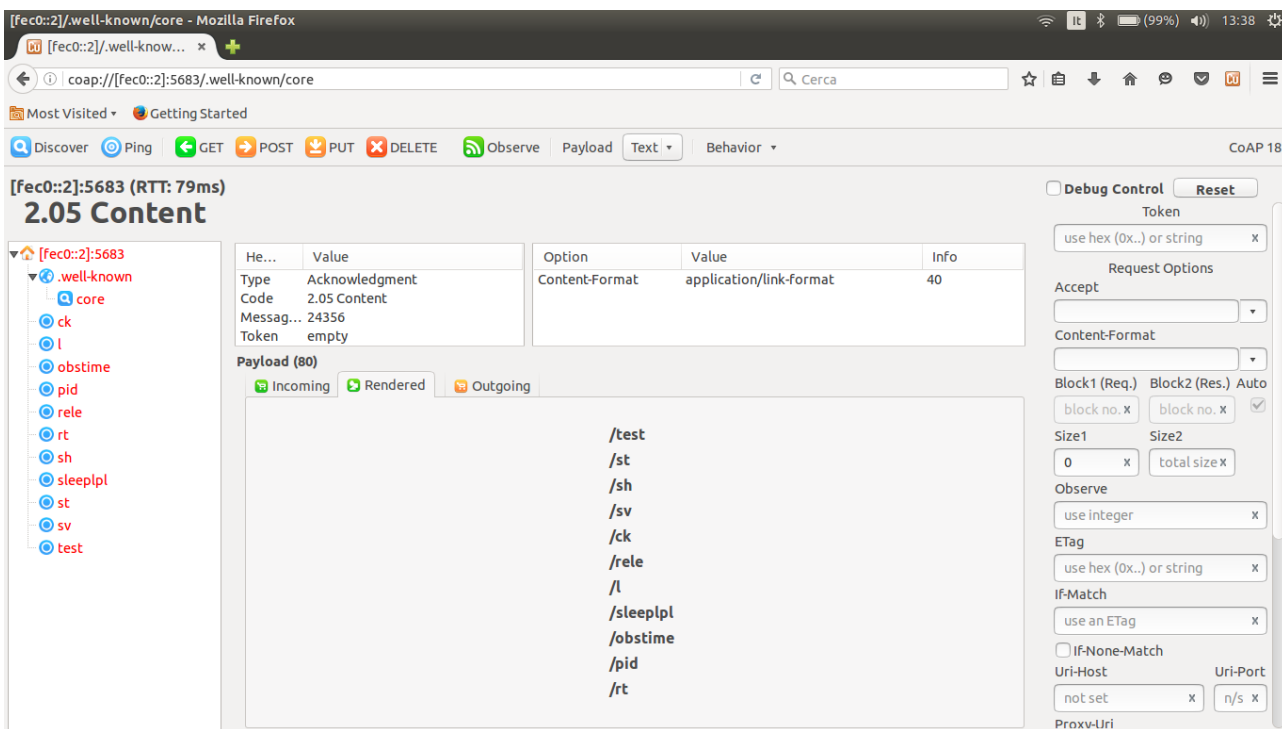 [fec0::2]/.well-known/core - Mozilla Firefox
It (99%) 13:38
[fec0::2]/.well-know... ×
coap://[fec0::2]:5683/.well-known/core
Cerca
Most Visited
Getting Started
Discover Ping GET POST PUT DELETE Observe Payload Text Behavior CoAP 18
[fec0::2]:5683 (RTT: 79ms)
2.05 Content
[fec0::2]:5683
.well-known
core
ck
l
obstime
pid
rele
rt
sh
sleeplpl
st
sv
test
He... Value
Type Acknowledgment
Code 2.05 Content
Messag... 24356
Token empty
Option Value Info
Content-Format application/link-format 40
Payload (80)
Incoming Rendered Outgoing
/test
/st
/sh
/sv
/ck
/rele
/l
/sleeplpl
/obstime
/pid
/rt
Debug Control Reset
Token
use hex (0x..) or string x
Request Options
Accept
Content-Format
Block1 (Req.) Block2 (Res.) Auto
block no. x block no. x
Size1 Size2
0 x total size x
Observe
use integer x
ETag
use hex (0x..) or string x
If-Match
use an ETag x
If-None-Match
Uri-Host Uri-Port
not set x n/s x
Proxy-Uri